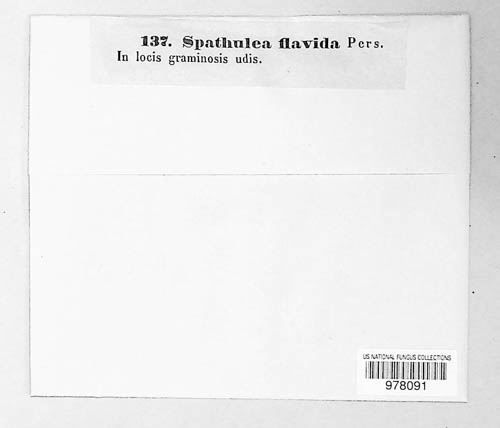 137. Spathulea flavida Pers.
In locis graminosis udis.
US NATIONAL FUNGUS COLLECTIONS
978091